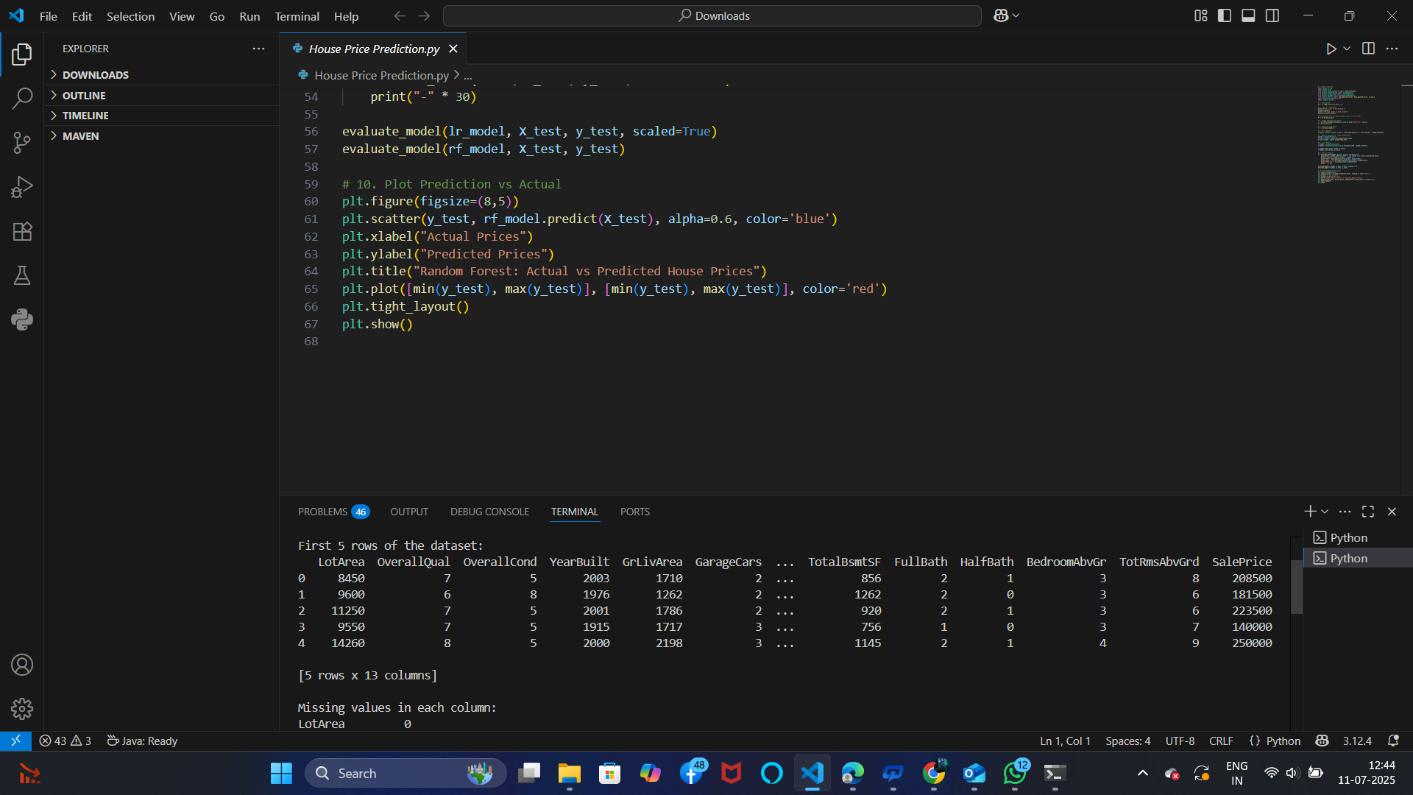 File Edit Selection View Go Run Terminal Help
Downloads
EXPLORER
DOWNLOADS
OUTLINE
TIMELINE
MAVEN
House Price Prediction.py
House Price Prediction.py > ...
54 print("-" * 30)
55
56 evaluate_model(lr_model, X_test, y_test, scaled=True)
57 evaluate_model(rf_model, X_test, y_test)
58
59 # 10. Plot Prediction vs Actual
60 plt.figure(figsize=(8,5))
61 plt.scatter(y_test, rf_model.predict(X_test), alpha=0.6, color='blue')
62 plt.xlabel("Actual Prices")
63 plt.ylabel("Predicted Prices")
64 plt.title("Random Forest: Actual vs Predicted House Prices")
65 plt.plot([min(y_test), max(y_test)], [min(y_test), max(y_test)], color='red')
66 plt.tight_layout()
67 plt.show()
68
PROBLEMS 46 OUTPUT DEBUG CONSOLE TERMINAL PORTS
First 5 rows of the dataset:
LotArea OverallQual OverallCond YearBuilt GrLivArea GarageCars ... TotalBsmtSF FullBath HalfBath BedroomAbvGr TotRmsAbvGrd SalePrice
0 8450 7 5 2003 1710 2 ... 856 2 1 3 8 208500
1 9600 6 8 1976 1262 2 ... 1262 2 0 3 6 181500
2 11250 7 5 2001 1786 2 ... 920 2 1 3 6 223500
3 9550 7 5 1915 1717 3 ... 756 1 0 3 7 140000
4 14260 8 5 2000 2198 3 ... 1145 2 1 4 9 250000
[5 rows x 13 columns]
Missing values in each column:
LotArea 0
Python
Python
43 3 Java: Ready
Ln 1, Col 1 Spaces: 4 UTF-8 CRLF {} Python 3.12.4
Search
48
12
ENG
IN
12:44
11-07-2025